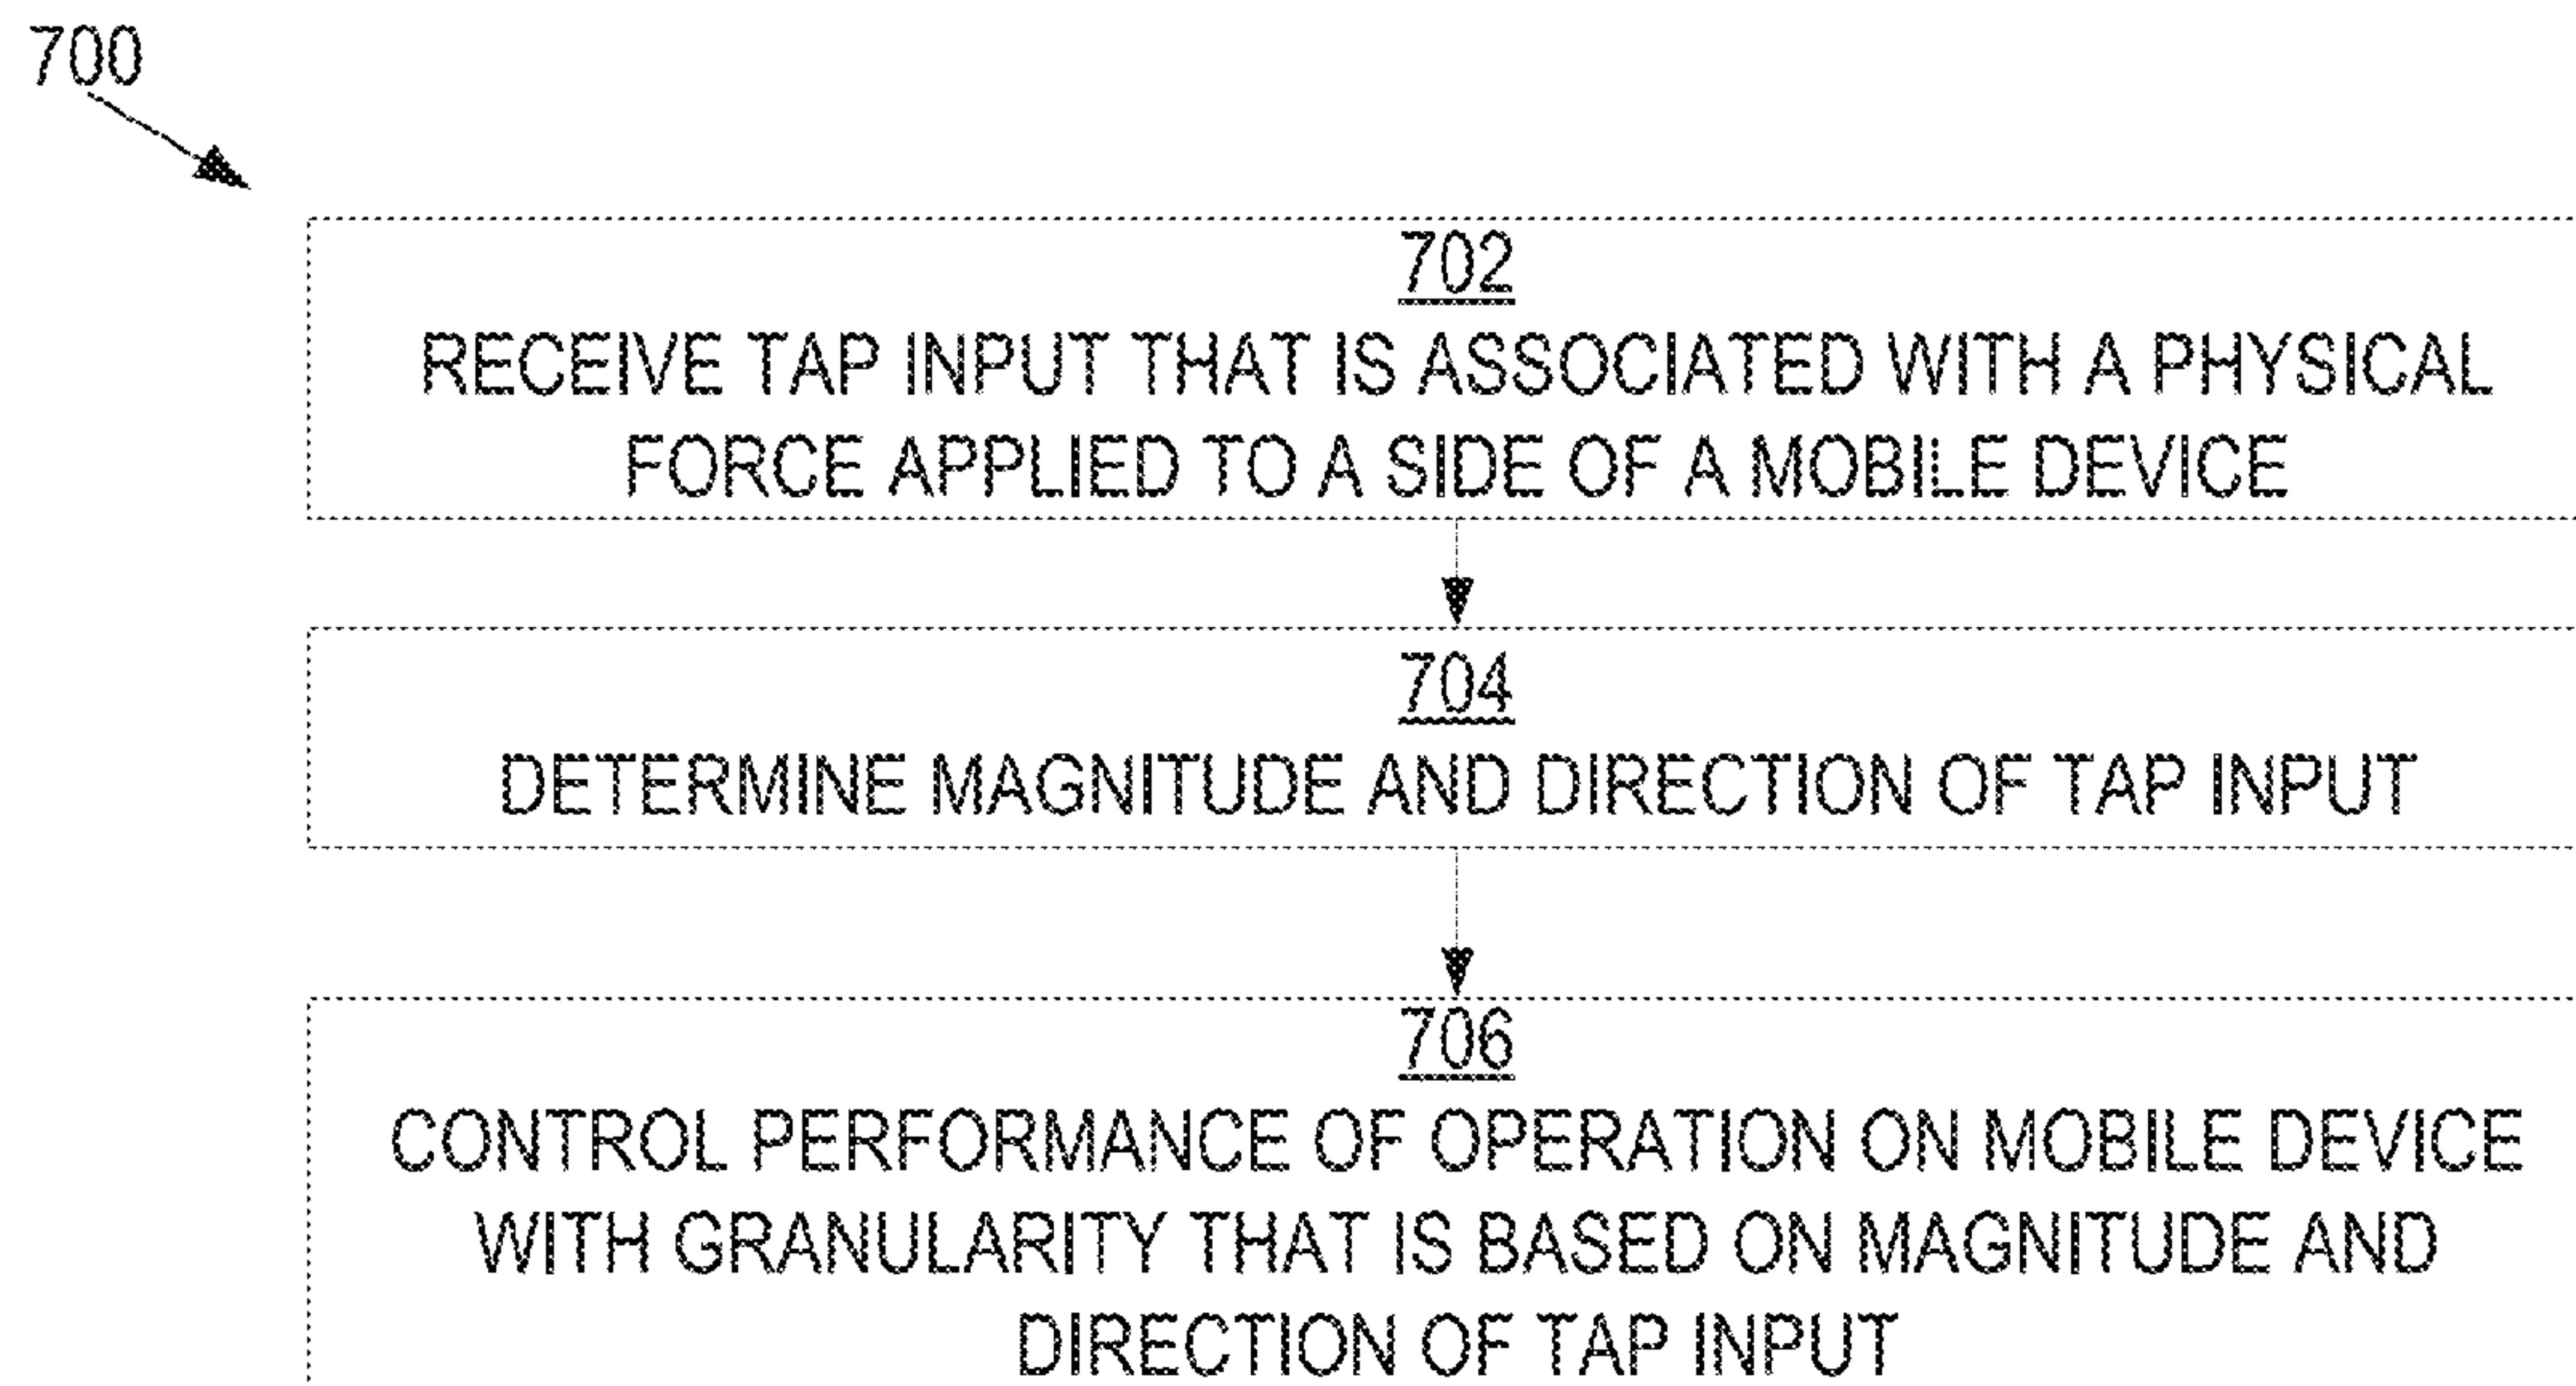 700
702
RECEIVE TAP INPUT THAT IS ASSOCIATED WITH A PHYSICAL
FORCE APPLIED TO A SIDE OF A MOBILE DEVICE
704
DETERMINE MAGNITUDE AND DIRECTION OF TAP INPUT
706
CONTROL PERFORMANCE OF OPERATION ON MOBILE DEVICE
WITH GRANULARITY THAT IS BASED ON MAGNITUDE AND
DIRECTION OF TAP INPUT